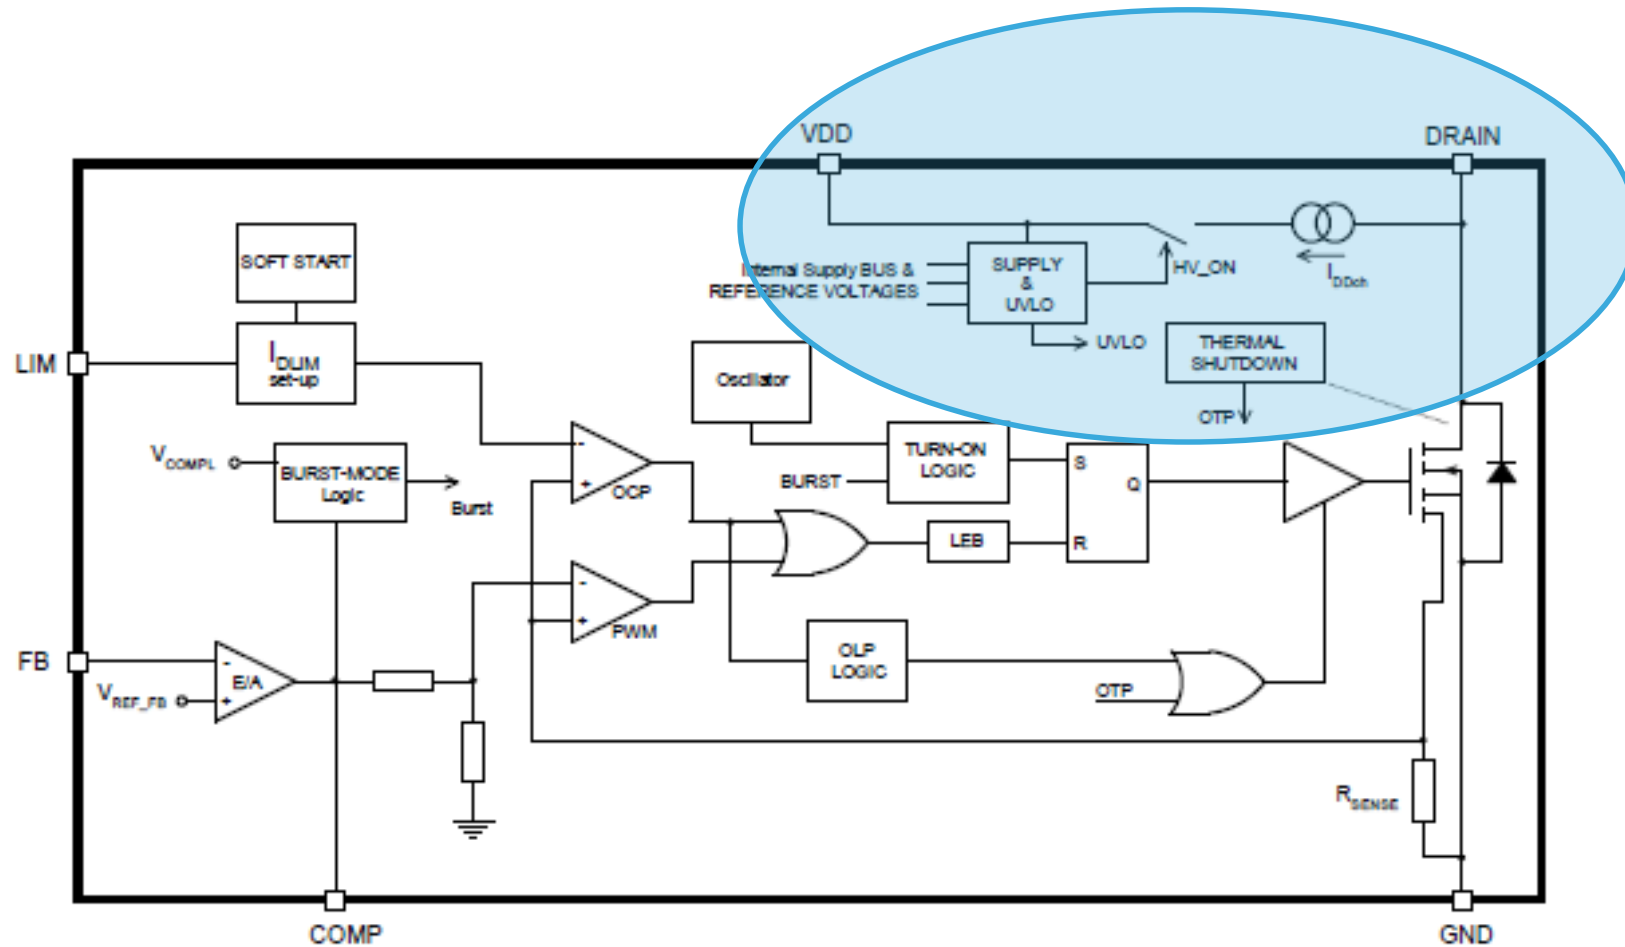 VDD
DRAIN
SOFT START
Internal Supply BUS &
REFERENCE VOLTAGES
SUPPLY
&
UVLO
HV_ON
IDDch
UVLO
THERMAL
SHUTDOWN
OTP
LIM
IDLIM
set-up
Oscillator
VCOMPL
BURST-MODE
Logic
Burst
-
+
OCP
BURST
TURN-ON
LOGIC
S
Q
R
LEB
-
+
PWM
FB
-
E/A
+
VREF_FB
OLP
LOGIC
OTP
RSENSE
COMP
GND